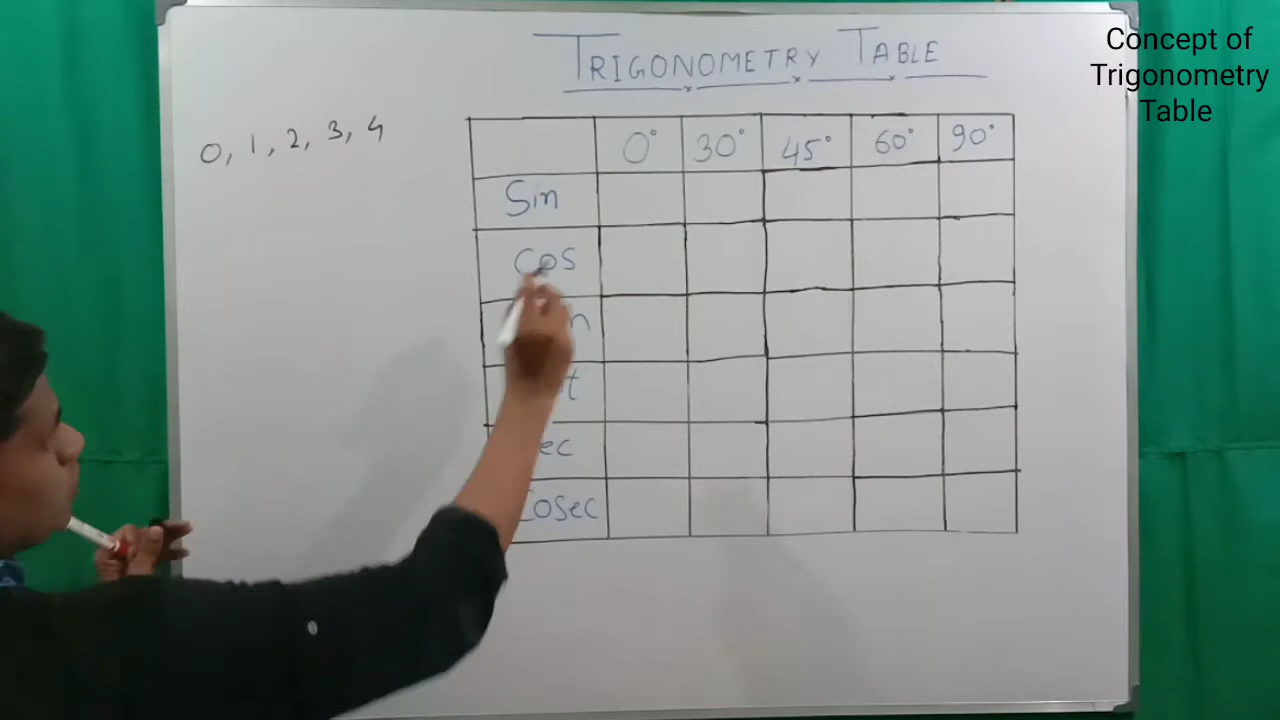 TRIGONOMETRY TABLE
Concept of
Trigonometry
Table
0, 1, 2, 3, 4
0° 30° 45° 60° 90°
Sin
Cos
Cosec